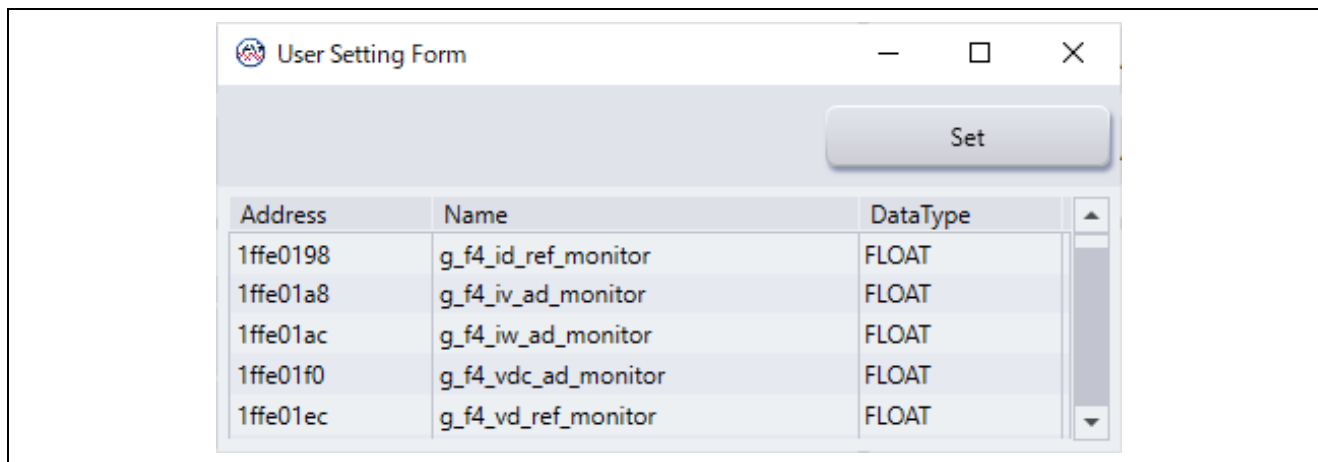 User Setting Form
Set
Address Name DataType
1ffe0198 g_f4_id_ref_monitor FLOAT
1ffe01a8 g_f4_iv_ad_monitor FLOAT
1ffe01ac g_f4_iw_ad_monitor FLOAT
1ffe01f0 g_f4_vdc_ad_monitor FLOAT
1ffe01ec g_f4_vd_ref_monitor FLOAT